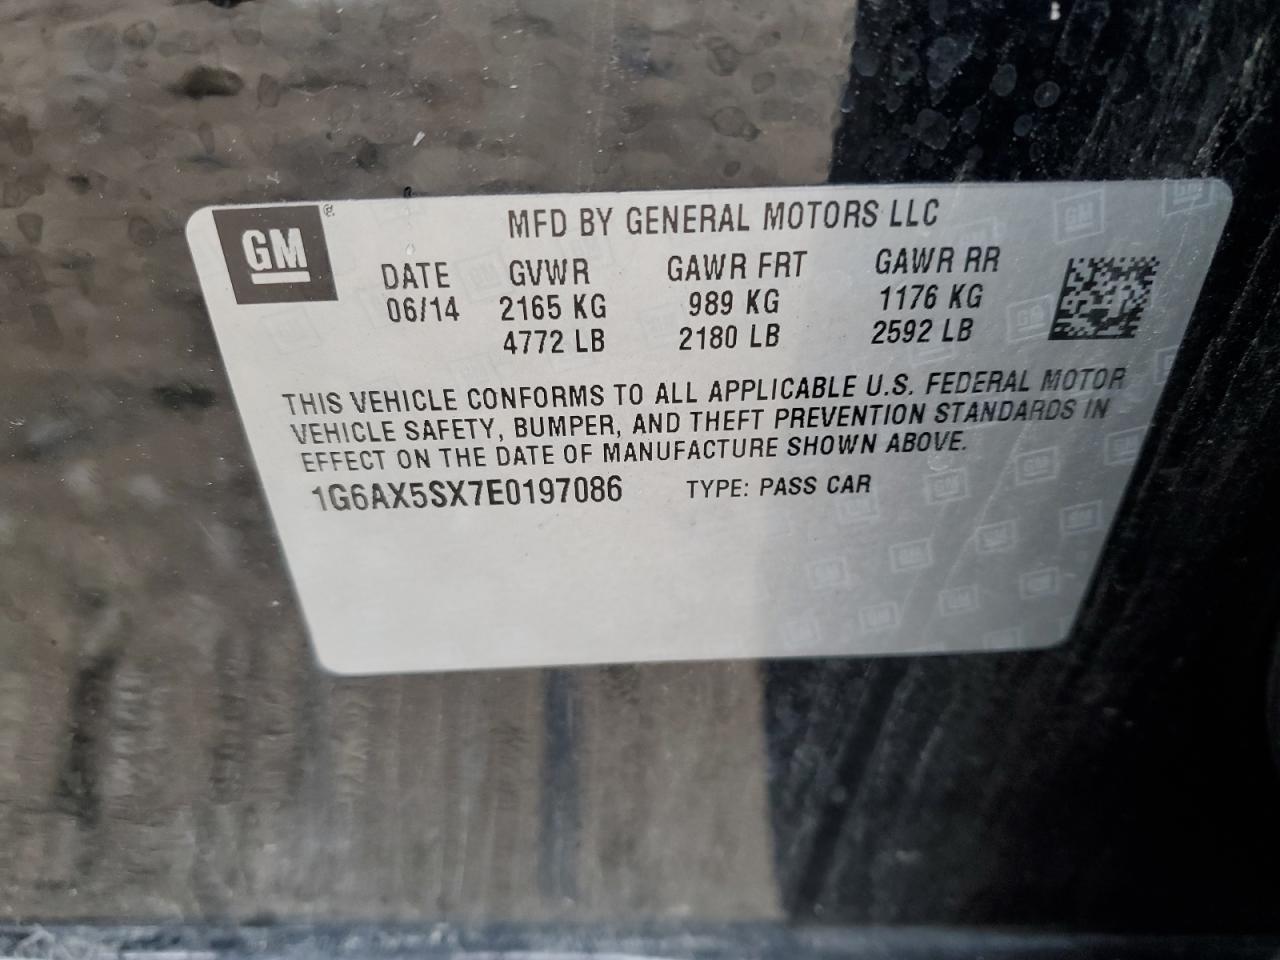 GM
MFD BY GENERAL MOTORS LLC
DATE GVWR GAWR FRT GAWR RR
06/14 2165 KG 989 KG 1176 KG
4772 LB 2180 LB 2592 LB
THIS VEHICLE CONFORMS TO ALL APPLICABLE U.S. FEDERAL MOTOR
VEHICLE SAFETY, BUMPER, AND THEFT PREVENTION STANDARDS IN
EFFECT ON THE DATE OF MANUFACTURE SHOWN ABOVE.
1G6AX5SX7E0197086 TYPE: PASS CAR